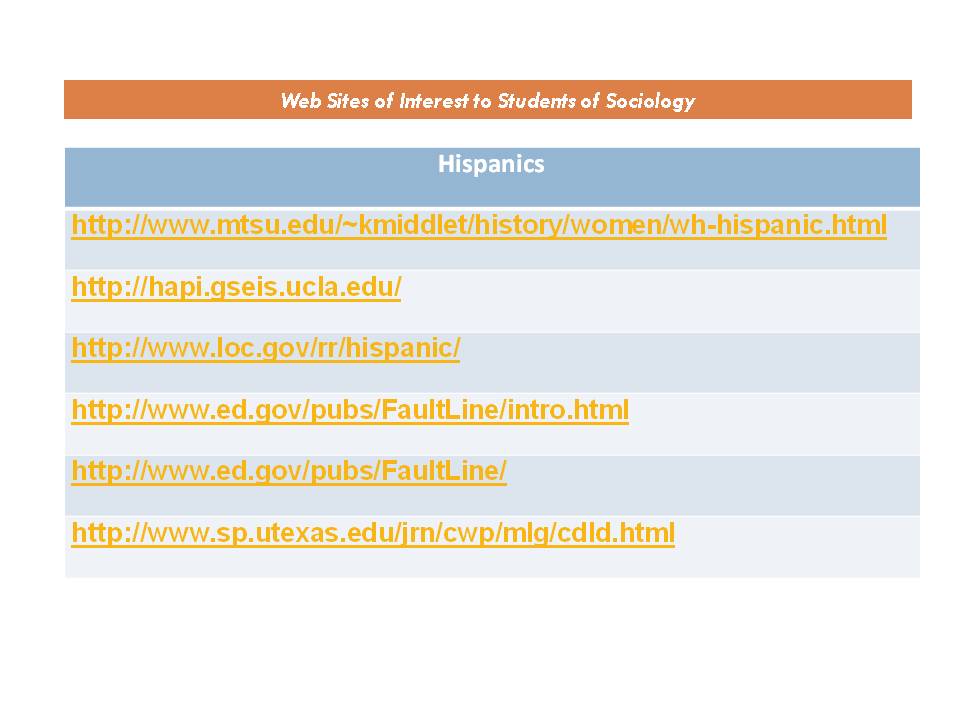 Web Sites of Interest to Students of Sociology
Hispanics
http://www.mtsu.edu/~kmiddlet/history/women/wh-hispanic.html
http://hapi.gseis.ucla.edu/
http://www.loc.gov/rr/hispanic/
http://www.ed.gov/pubs/FaultLine/intro.html
http://www.ed.gov/pubs/FaultLine/
http://www.sp.utexas.edu/jrn/cwp/mlg/cdld.html